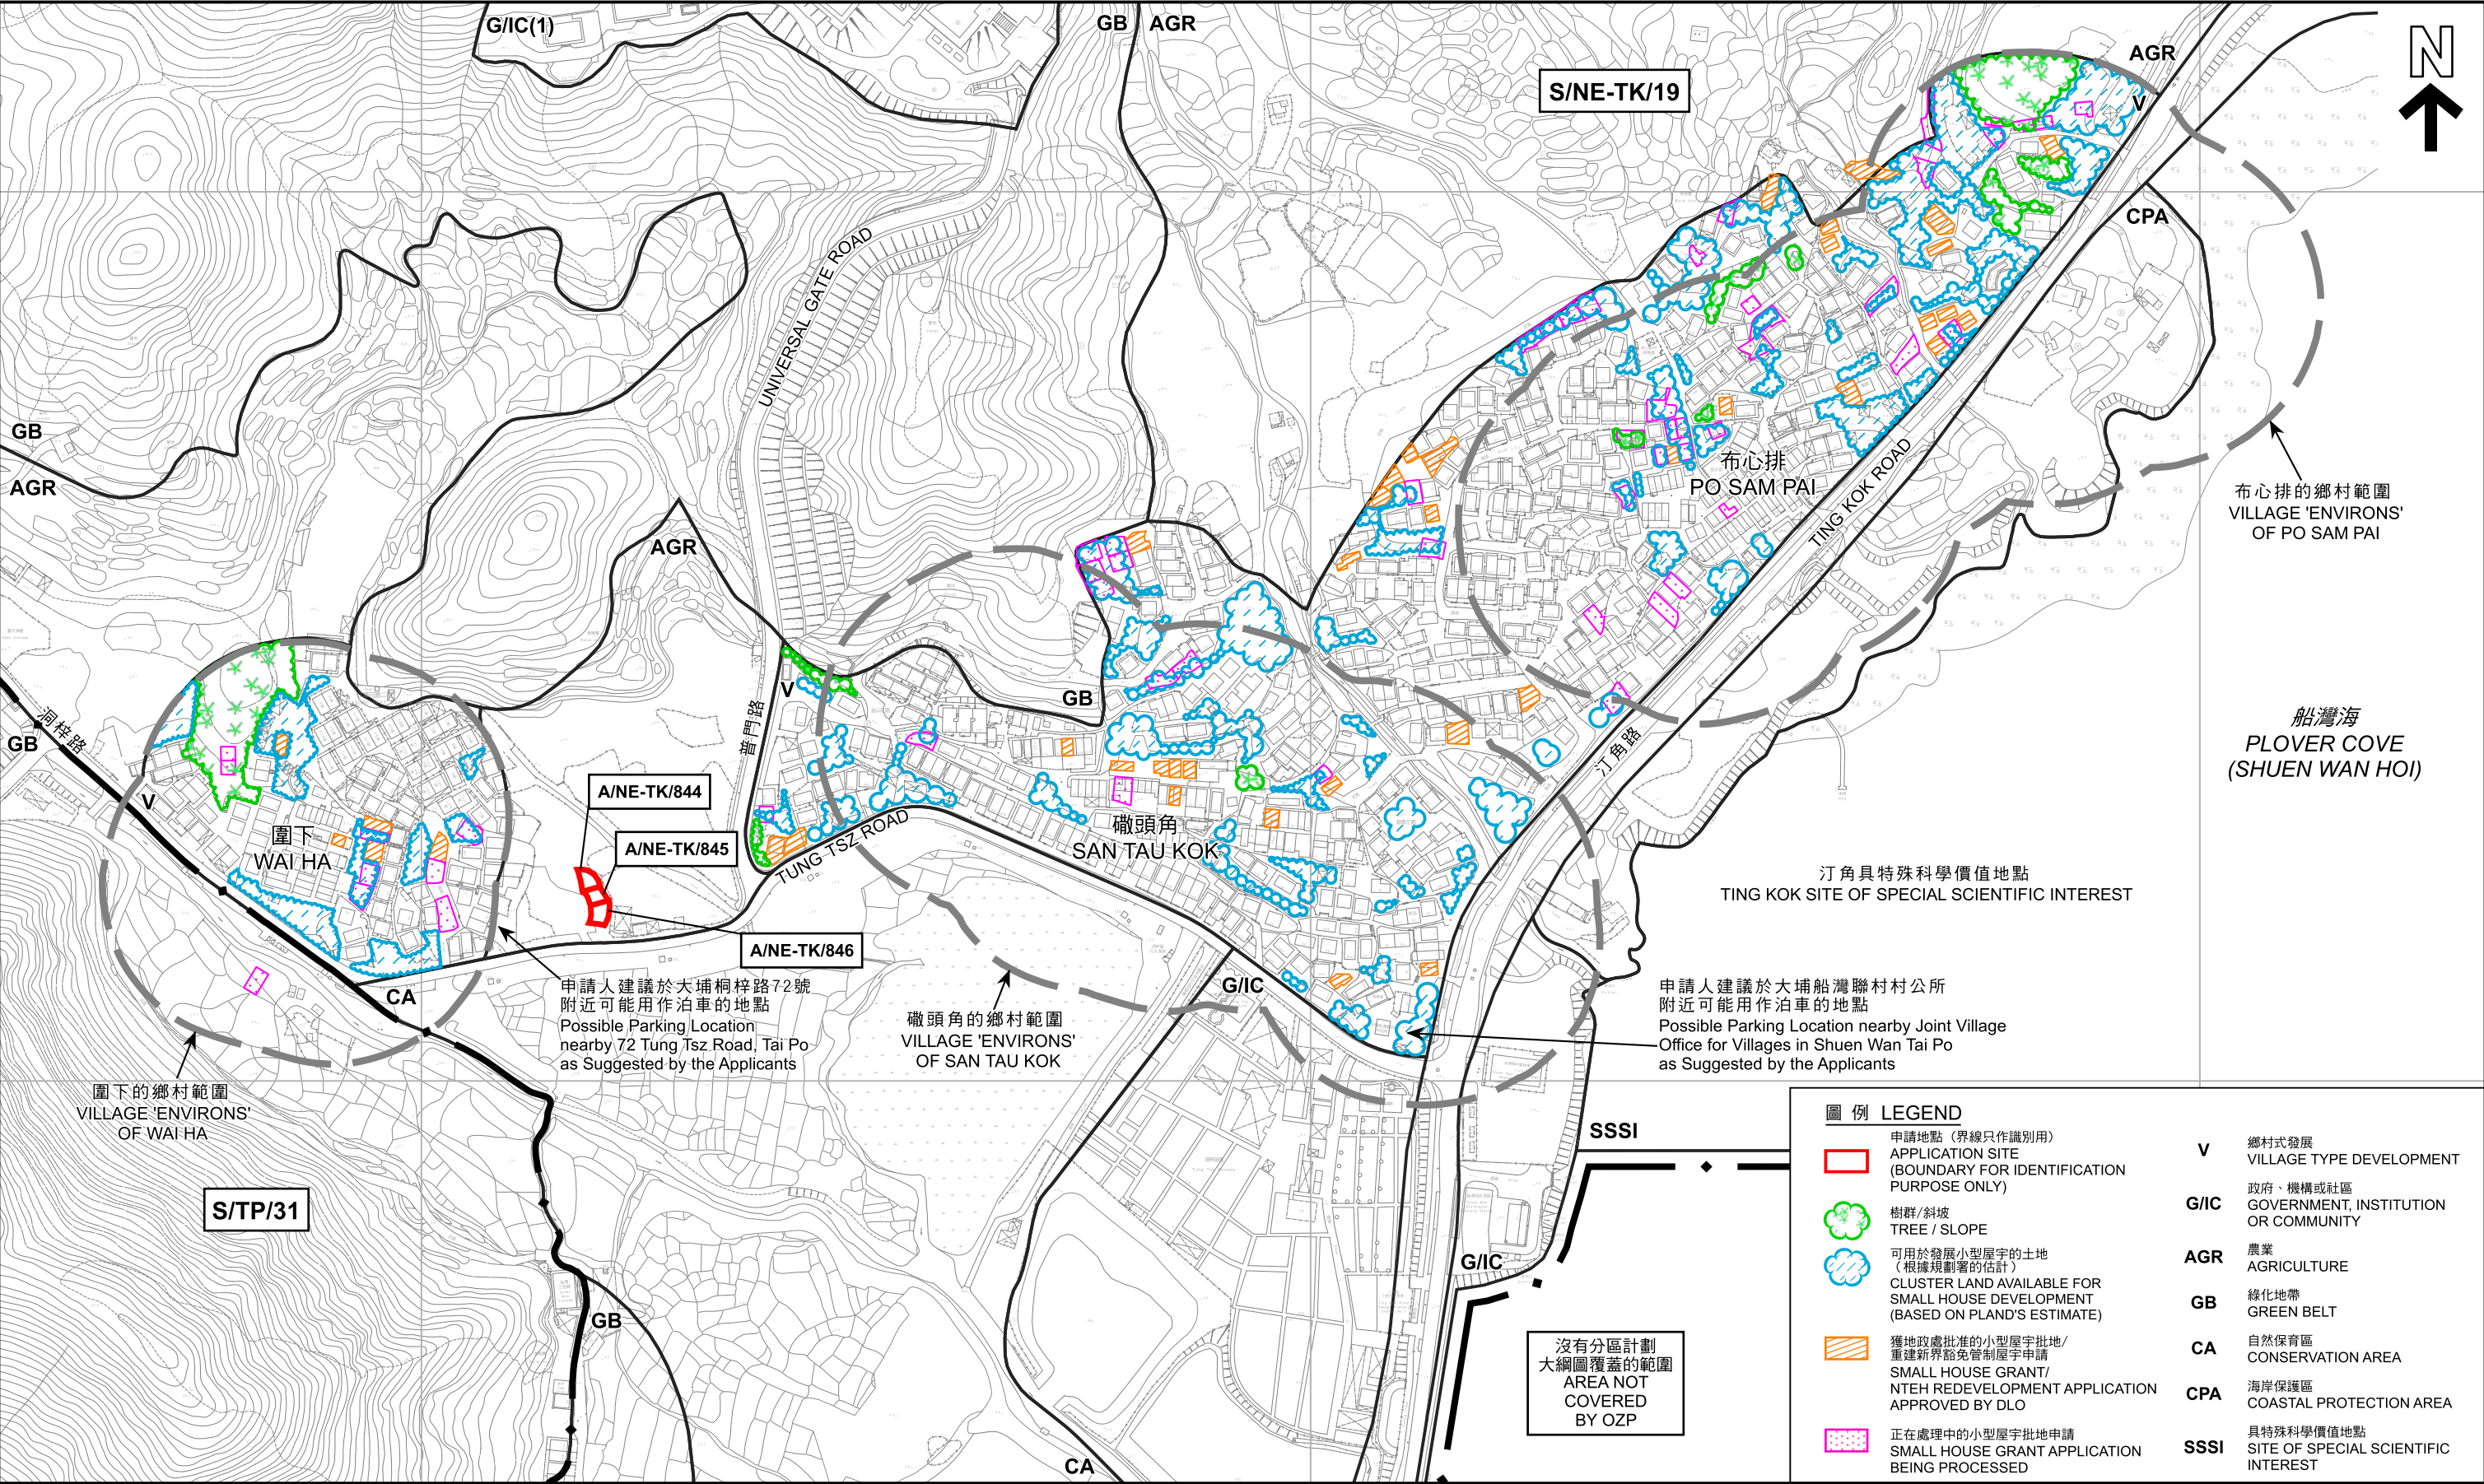 G/IC(1)
GB
AGR
S/NE-TK/19
AGR
V
N
CPA
UNIVERSAL GATE ROAD
GB
AGR
布心排
PO SAM PAI
TING KOK ROAD
布心排的鄉村範圍
VILLAGE 'ENVIRONS'
OF PO SAM PAI
AGR
V
GB
普門路
洞梓路
GB
V
圍下
WAI HA
A/NE-TK/844
A/NE-TK/845
A/NE-TK/846
TUNG TSZ ROAD
磡頭角
SAN TAU KOK
汀角路
船灣海
PLOVER COVE
(SHUEN WAN HOI)
汀角具特殊科學價值地點
TING KOK SITE OF SPECIAL SCIENTIFIC INTEREST
CA
申請人建議於大埔桐梓路72號
附近可能用作泊車的地點
Possible Parking Location
nearby 72 Tung Tsz Road, Tai Po
as Suggested by the Applicants
磡頭角的鄉村範圍
VILLAGE 'ENVIRONS'
OF SAN TAU KOK
G/IC
申請人建議於大埔船灣聯村村公所
附近可能用作泊車的地點
Possible Parking Location nearby Joint Village
Office for Villages in Shuen Wan Tai Po
as Suggested by the Applicants
圍下的鄉村範圍
VILLAGE 'ENVIRONS'
OF WAI HA
S/TP/31
GB
SSSI
G/IC
CA
沒有分區計劃
大綱圖覆蓋的範圍
AREA NOT
COVERED
BY OZP
圖例 LEGEND
申請地點（界線只作識別用）
APPLICATION SITE
(BOUNDARY FOR IDENTIFICATION
PURPOSE ONLY)
樹群/斜坡
TREE / SLOPE
可用於發展小型屋宇的土地
（根據規劃署的估計）
CLUSTER LAND AVAILABLE FOR
SMALL HOUSE DEVELOPMENT
(BASED ON PLAND'S ESTIMATE)
獲地政處批准的小型屋宇批地/
重建新界豁免管制屋宇申請
SMALL HOUSE GRANT/
NTEH REDEVELOPMENT APPLICATION
APPROVED BY DLO
正在處理中的小型屋宇批地申請
SMALL HOUSE GRANT APPLICATION
BEING PROCESSED
V
鄉村式發展
VILLAGE TYPE DEVELOPMENT
G/IC
政府、機構或社區
GOVERNMENT, INSTITUTION
OR COMMUNITY
AGR
農業
AGRICULTURE
GB
綠化地帶
GREEN BELT
CA
自然保育區
CONSERVATION AREA
CPA
海岸保護區
COASTAL PROTECTION AREA
SSSI
具特殊科學價值地點
SITE OF SPECIAL SCIENTIFIC
INTEREST